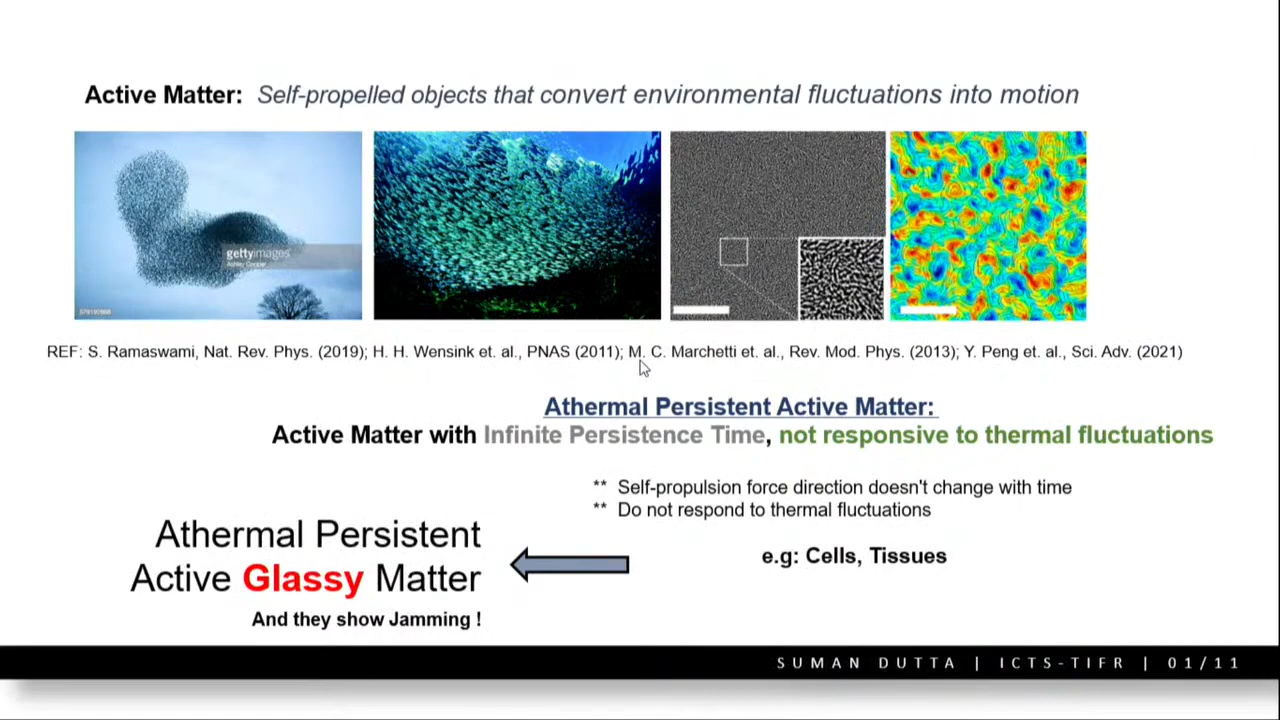 Active Matter: Self-propelled objects that convert environmental fluctuations into motion
gettyimages
Ashley Cooper
REF: S. Ramaswami, Nat. Rev. Phys. (2019); H. H. Wensink et. al., PNAS (2011); M. C. Marchetti et. al., Rev. Mod. Phys. (2013); Y. Peng et. al., Sci. Adv. (2021)
Athermal Persistent Active Matter:
Active Matter with Infinite Persistence Time, not responsive to thermal fluctuations
** Self-propulsion force direction doesn't change with time
** Do not respond to thermal fluctuations
Athermal Persistent
Active Glassy Matter
e.g: Cells, Tissues
And they show Jamming !
SUMAN DUTTA | ICTS-TIFR | 01/11